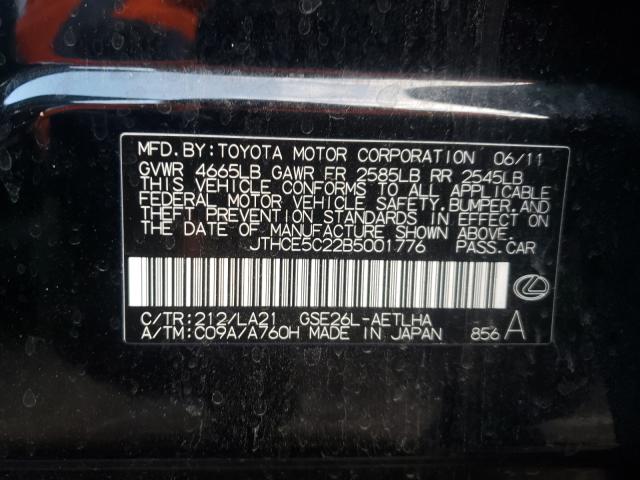 MFD. BY: TOYOTA MOTOR CORPORATION 06/11
GVWR 4665LB GAWR FR 2585LB RR 2545LB
THIS VEHICLE CONFORMS TO ALL APPLICABLE
FEDERAL MOTOR VEHICLE SAFETY, BUMPER, AND
THEFT PREVENTION STANDARDS IN EFFECT ON
THE DATE OF MANUFACTURE SHOWN ABOVE.
JTHCE5C22B5001776 PASS. CAR
C/TR: 212/LA21 GSE26L-AETLHA
A/TM: C09A/A760H MADE IN JAPAN 856 A